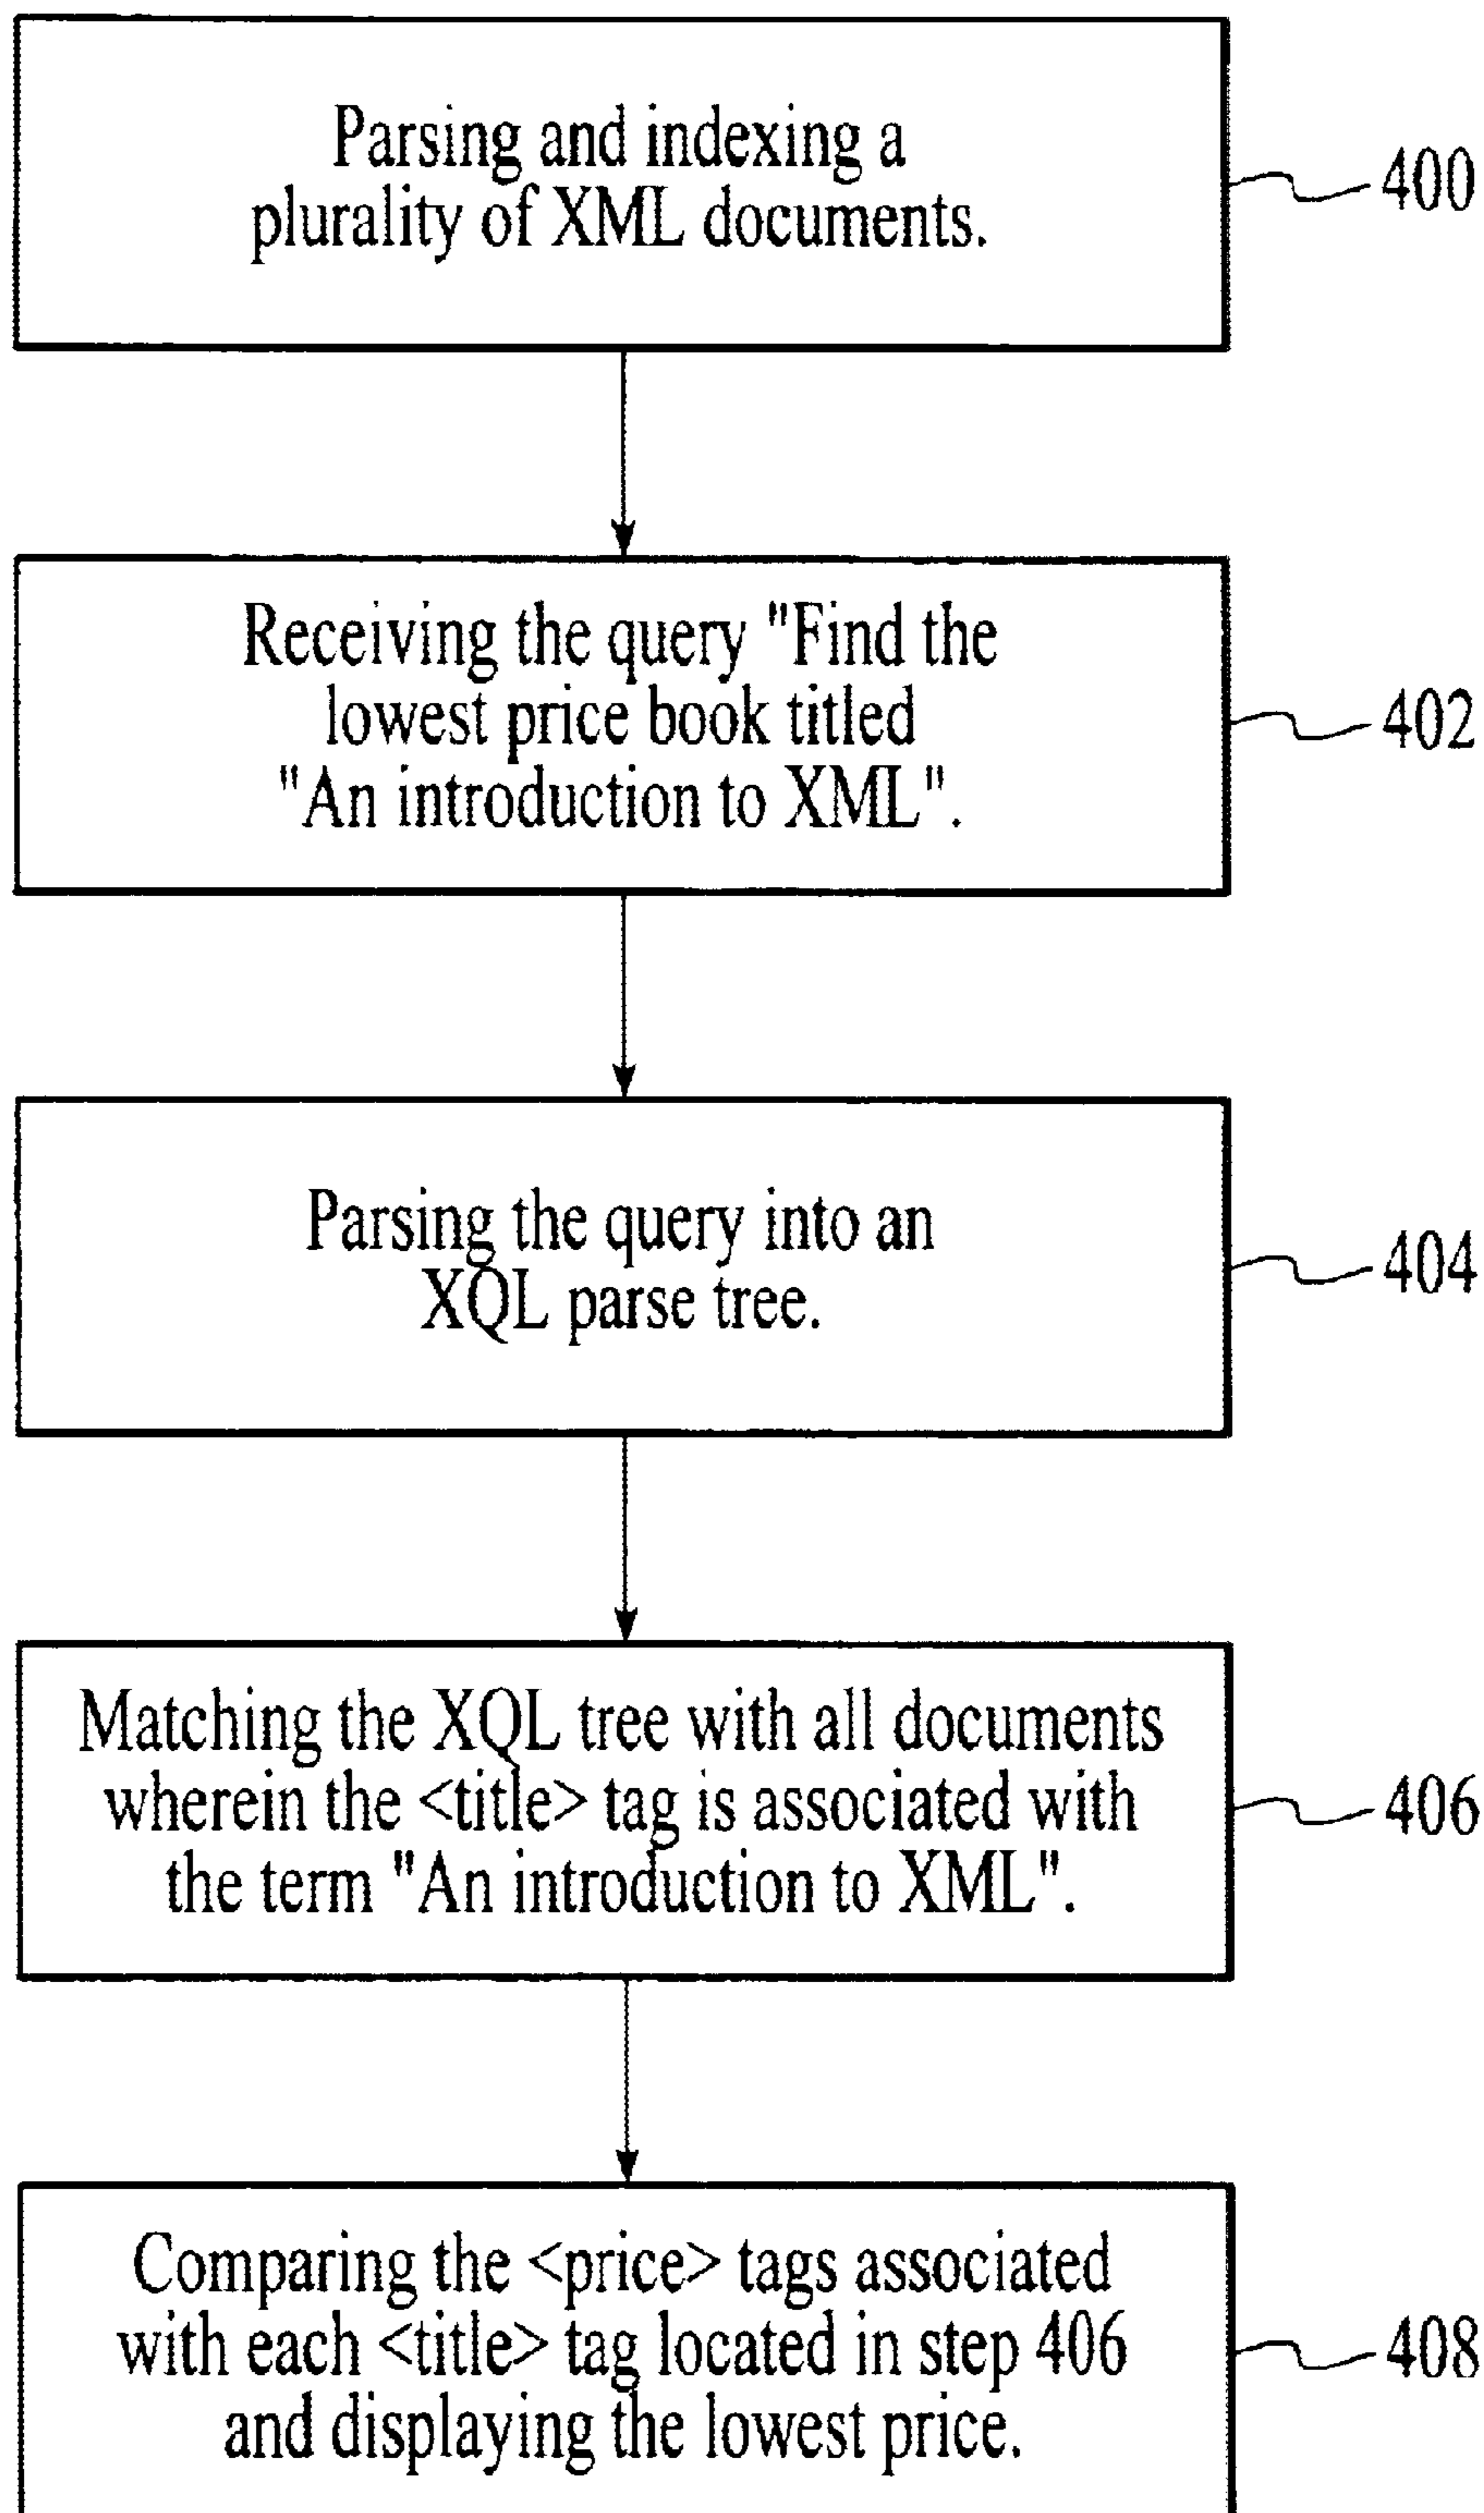 Parsing and indexing a
plurality of XML documents.
400
Receiving the query "Find the
lowest price book titled
"An introduction to XML".
402
Parsing the query into an
XQL parse tree.
404
Matching the XQL tree with all documents
wherein the <title> tag is associated with
the term "An introduction to XML".
406
Comparing the <price> tags associated
with each <title> tag located in step 406
and displaying the lowest price.
408